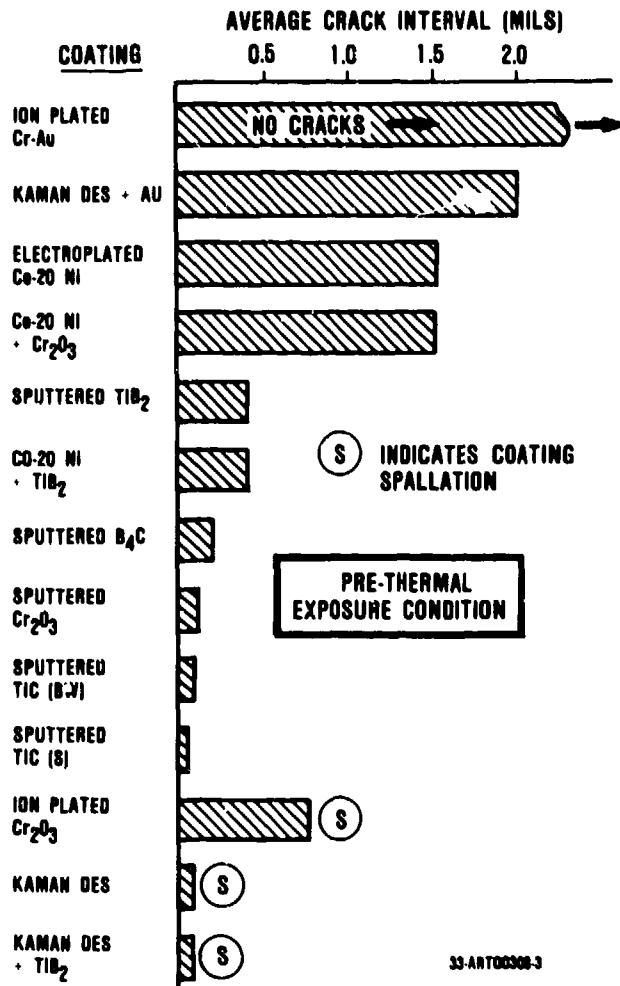 AVERAGE CRACK INTERVAL (MILS)
COATING
0.5 1.0 1.5 2.0
ION PLATED
Cr-Au
NO CRACKS
KAMAN DES + AU
ELECTROPLATED
Co-20 Ni
Co-20 Ni
+ Cr2O3
SPUTTERED TIB2
CO-20 NI
+ TIB2
S INDICATES COATING
SPALLATION
SPUTTERED B4C
PRE-THERMAL
EXPOSURE CONDITION
SPUTTERED
Cr2O3
SPUTTERED
TIC
SPUTTERED
TIC (S)
ION PLATED
Cr2O3
S
KAMAN DES
S
KAMAN DES
+ TIB2
S
33-ART00308-3